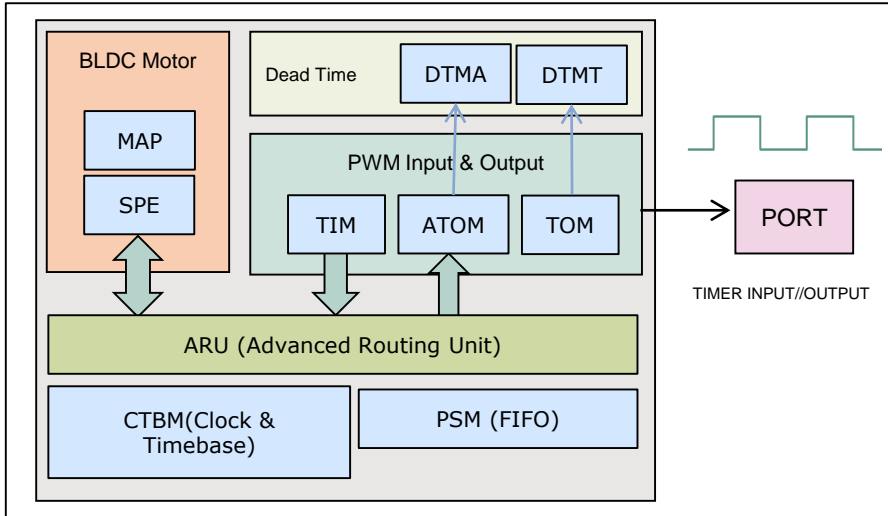 BLDC Motor
MAP
SPE
Dead Time
DTMA
DTMT
PWM Input & Output
TIM
ATOM
TOM
PORT
TIMER INPUT//OUTPUT
ARU (Advanced Routing Unit)
CTBM(Clock &
Timebase)
PSM (FIFO)